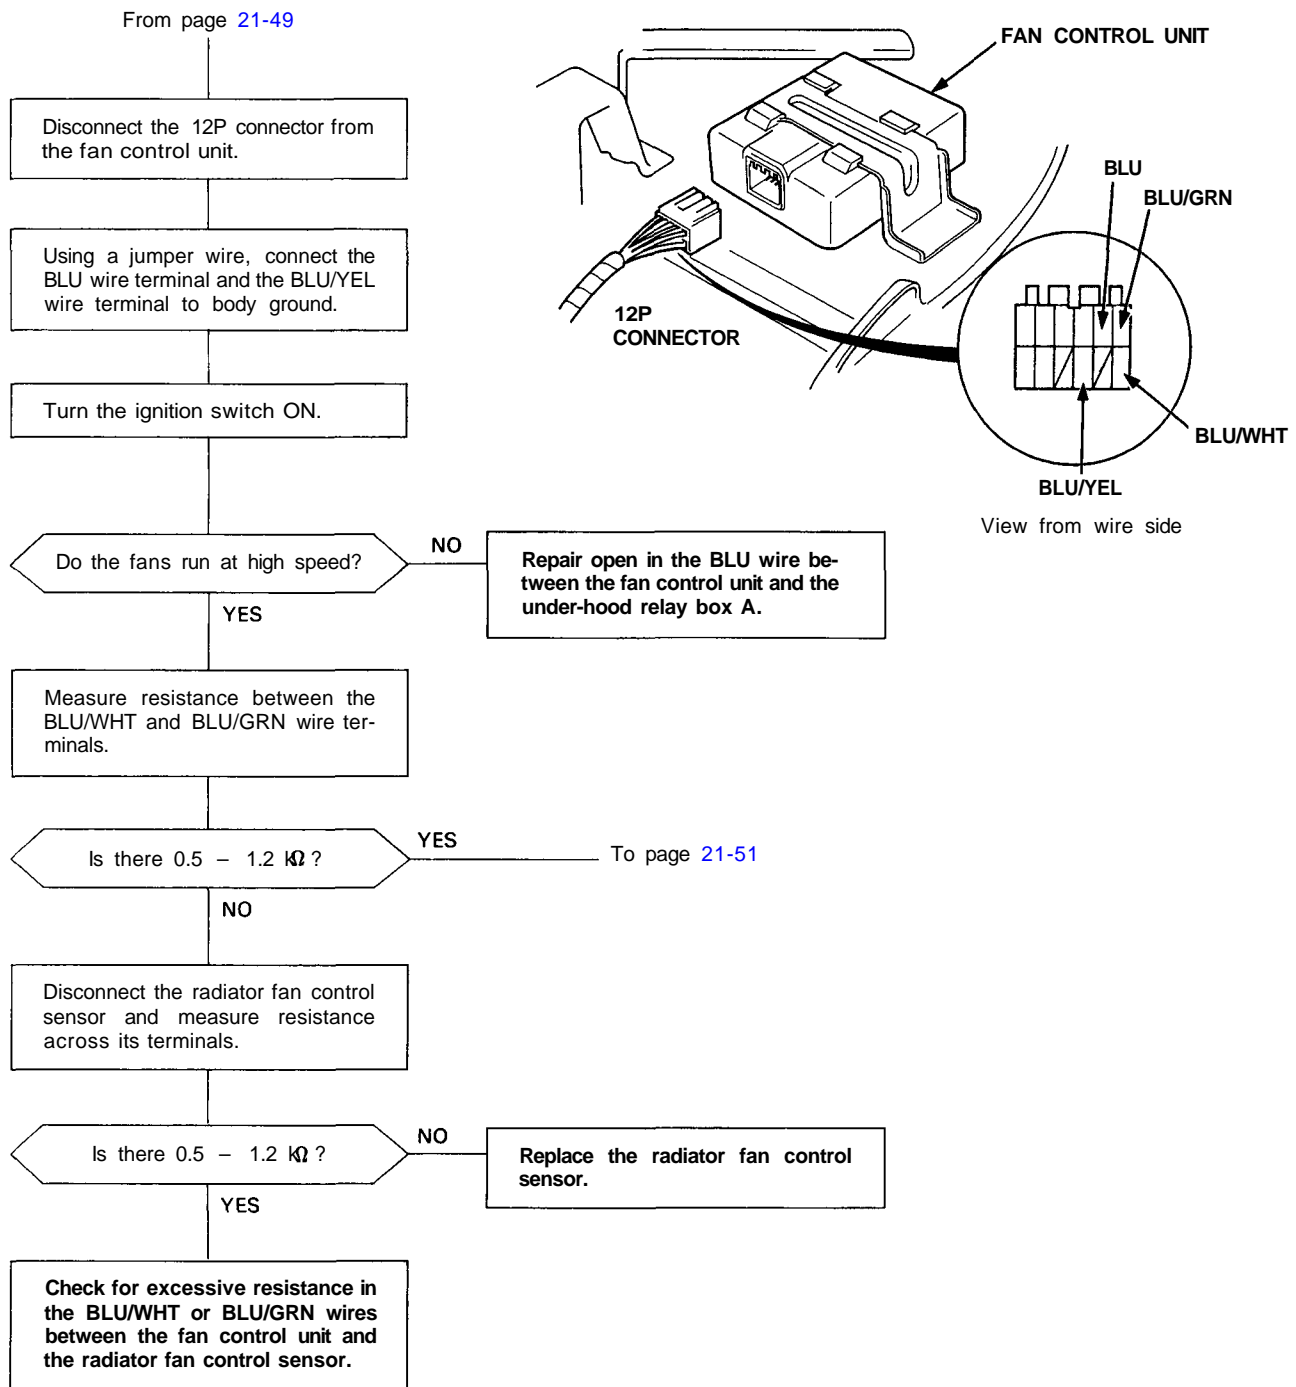 From page 21-49
Disconnect the 12P connector from
the fan control unit.
Using a jumper wire, connect the
BLU wire terminal and the BLU/YEL
wire terminal to body ground.
Turn the ignition switch ON.
Do the fans run at high speed?
NO
Repair open in the BLU wire be-
tween the fan control unit and the
under-hood relay box A.
YES
Measure resistance between the
BLU/WHT and BLU/GRN wire ter-
minals.
Is there 0.5 – 1.2 kΩ ?
YES
To page 21-51
NO
Disconnect the radiator fan control
sensor and measure resistance
across its terminals.
Is there 0.5 – 1.2 kΩ ?
NO
Replace the radiator fan control
sensor.
YES
Check for excessive resistance in
the BLU/WHT or BLU/GRN wires
between the fan control unit and
the radiator fan control sensor.
FAN CONTROL UNIT
BLU
BLU/GRN
12P
CONNECTOR
BLU/WHT
BLU/YEL
View from wire side